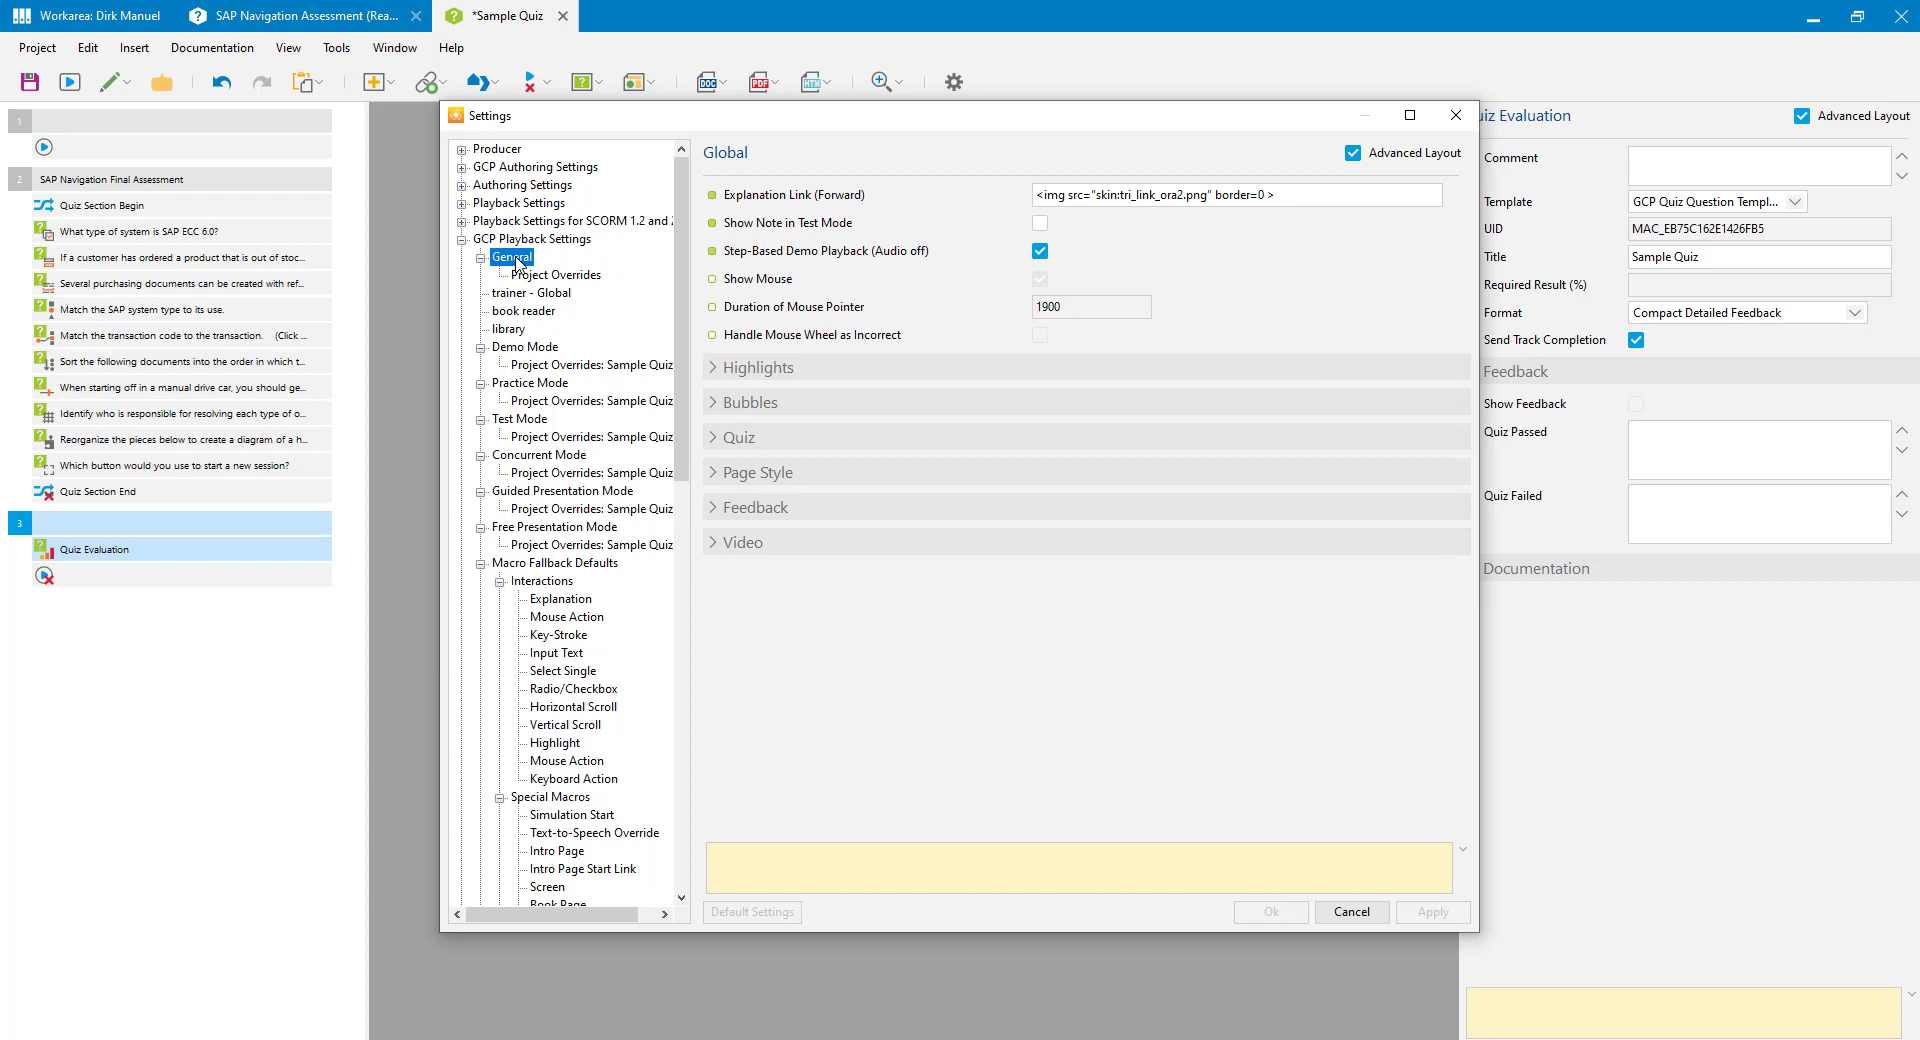 Workarea: Dirk Manuel
SAP Navigation Assessment (Rea...
*Sample Quiz
Project
Edit
Insert
Documentation
View
Tools
Window
Help
DOC
PDF
HTM
1
2
SAP Navigation Final Assessment
Quiz Section Begin
What type of system is SAP ECC 6.0?
If a customer has ordered a product that is out of stoc...
Several purchasing documents can be created with ref...
Match the SAP system type to its use.
Match the transaction code to the transaction. (Click ...
Sort the following documents into the order in which t...
When starting off in a manual drive car, you should ge...
Identify who is responsible for resolving each type of o...
Reorganize the pieces below to create a diagram of a h...
Which button would you use to start a new session?
Quiz Section End
3
Quiz Evaluation
Settings
Producer
GCP Authoring Settings
Authoring Settings
Playback Settings
Playback Settings for SCORM 1.2 and
GCP Playback Settings
General
Project Overrides
trainer - Global
book reader
library
Demo Mode
Project Overrides: Sample Quiz
Practice Mode
Project Overrides: Sample Quiz
Test Mode
Project Overrides: Sample Quiz
Concurrent Mode
Project Overrides: Sample Quiz
Guided Presentation Mode
Project Overrides: Sample Quiz
Free Presentation Mode
Project Overrides: Sample Quiz
Macro Fallback Defaults
Interactions
Explanation
Mouse Action
Key-Stroke
Input Text
Select Single
Radio/Checkbox
Horizontal Scroll
Vertical Scroll
Highlight
Mouse Action
Keyboard Action
Special Macros
Simulation Start
Text-to-Speech Override
Intro Page
Intro Page Start Link
Screen
Book Page
Global
Advanced Layout
Explanation Link (Forward)
<img src="skin:tri_link_ora2.png" border=0 >
Show Note in Test Mode
Step-Based Demo Playback (Audio off)
Show Mouse
Duration of Mouse Pointer
1900
Handle Mouse Wheel as Incorrect
Highlights
Bubbles
Quiz
Page Style
Feedback
Video
Default Settings
Ok
Cancel
Apply
iz Evaluation
Advanced Layout
Comment
Template
GCP Quiz Question Templ...
UID
MAC_EB75C162E1426FB5
Title
Sample Quiz
Required Result (%)
Format
Compact Detailed Feedback
Send Track Completion
Feedback
Show Feedback
Quiz Passed
Quiz Failed
Documentation